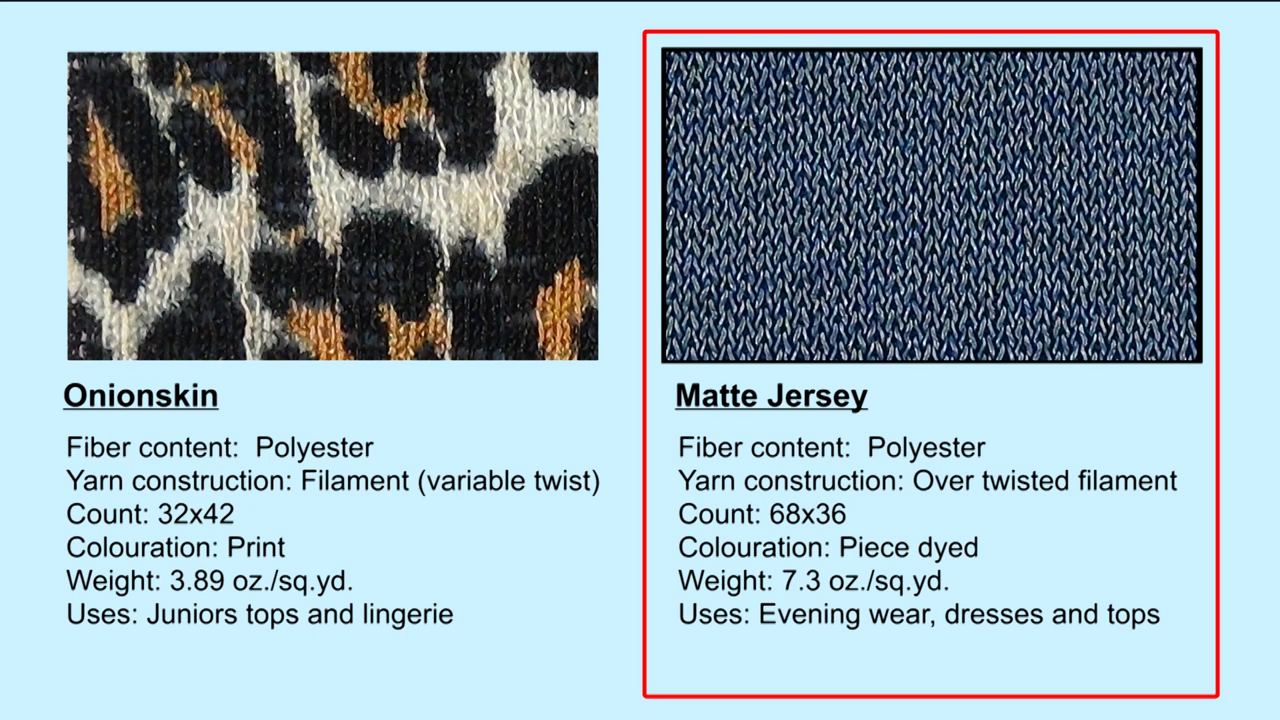 Onionskin
Fiber content:  Polyester
Yarn construction: Filament (variable twist)
Count: 32x42
Colouration: Print
Weight: 3.89 oz./sq.yd.
Uses: Juniors tops and lingerie
Matte Jersey
Fiber content:  Polyester
Yarn construction: Over twisted filament
Count: 68x36
Colouration: Piece dyed
Weight: 7.3 oz./sq.yd.
Uses: Evening wear, dresses and tops